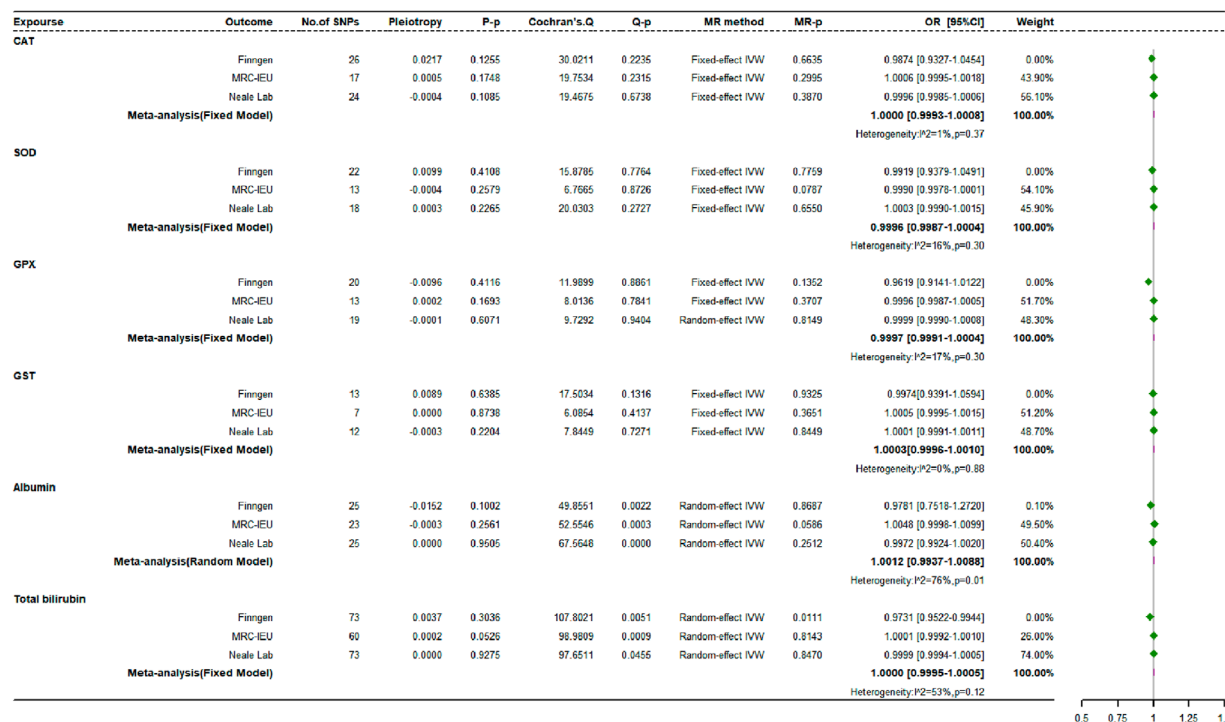 Expourse Outcome No.of SNPs Pleiotropy P-p Cochran's.Q Q-p MR method MR-p OR [95%CI] Weight
CAT
Finngen 26 0.0217 0.1255 30.0211 0.2235 Fixed-effect IVW 0.6635 0.9874 [0.9327-1.0454] 0.00%
MRC-IEU 17 0.0005 0.1748 19.7534 0.2315 Fixed-effect IVW 0.2995 1.0006 [0.9995-1.0018] 43.90%
Neale Lab 24 -0.0004 0.1085 19.4675 0.6738 Fixed-effect IVW 0.3870 0.9996 [0.9985-1.0006] 56.10%
Meta-analysis(Fixed Model) 1.0000 [0.9993-1.0008] 100.00%
Heterogeneity:I^2=1%,p=0.37
SOD
Finngen 22 0.0099 0.4108 15.8785 0.7764 Fixed-effect IVW 0.7759 0.9919 [0.9379-1.0491] 0.00%
MRC-IEU 13 -0.0004 0.2579 6.7665 0.8726 Fixed-effect IVW 0.0787 0.9990 [0.9978-1.0001] 54.10%
Neale Lab 18 0.0003 0.2265 20.0303 0.2727 Fixed-effect IVW 0.6550 1.0003 [0.9990-1.0015] 45.90%
Meta-analysis(Fixed Model) 0.9996 [0.9987-1.0004] 100.00%
Heterogeneity:I^2=16%,p=0.30
GPX
Finngen 20 -0.0096 0.4116 11.9899 0.8861 Fixed-effect IVW 0.1352 0.9619 [0.9141-1.0122] 0.00%
MRC-IEU 13 0.0002 0.1693 8.0136 0.7841 Fixed-effect IVW 0.3707 0.9996 [0.9987-1.0005] 51.70%
Neale Lab 19 -0.0001 0.6071 9.7292 0.9404 Random-effect IVW 0.8149 0.9999 [0.9990-1.0008] 48.30%
Meta-analysis(Fixed Model) 0.9997 [0.9991-1.0004] 100.00%
Heterogeneity:I^2=17%,p=0.30
GST
Finngen 13 0.0089 0.6385 17.5034 0.1316 Fixed-effect IVW 0.9325 0.9974[0.9391-1.0594] 0.00%
MRC-IEU 7 0.0000 0.8738 6.0854 0.4137 Fixed-effect IVW 0.3651 1.0005 [0.9995-1.0015] 51.20%
Neale Lab 12 -0.0003 0.2204 7.8449 0.7271 Fixed-effect IVW 0.8449 1.0001 [0.9991-1.0011] 48.70%
Meta-analysis(Fixed Model) 1.0003[0.9996-1.0010] 100.00%
Heterogeneity:I^2=0%,p=0.88
Albumin
Finngen 25 -0.0152 0.1002 49.8551 0.0022 Random-effect IVW 0.8687 0.9781 [0.7518-1.2720] 0.10%
MRC-IEU 23 -0.0003 0.2561 52.5546 0.0003 Random-effect IVW 0.0586 1.0048 [0.9998-1.0099] 49.50%
Neale Lab 25 0.0000 0.9505 67.5648 0.0000 Random-effect IVW 0.2512 0.9972 [0.9924-1.0020] 50.40%
Meta-analysis(Random Model) 1.0012 [0.9937-1.0088] 100.00%
Heterogeneity:I^2=76%,p=0.01
Total bilirubin
Finngen 73 0.0037 0.3036 107.8021 0.0051 Random-effect IVW 0.0111 0.9731 [0.9522-0.9944] 0.00%
MRC-IEU 60 0.0002 0.0526 98.9809 0.0009 Random-effect IVW 0.8143 1.0001 [0.9992-1.0010] 26.00%
Neale Lab 73 0.0000 0.9275 97.6511 0.0455 Random-effect IVW 0.8470 0.9999 [0.9994-1.0005] 74.00%
Meta-analysis(Fixed Model) 1.0000 [0.9995-1.0005] 100.00%
Heterogeneity:I^2=53%,p=0.12
0.5 0.75 1 1.25